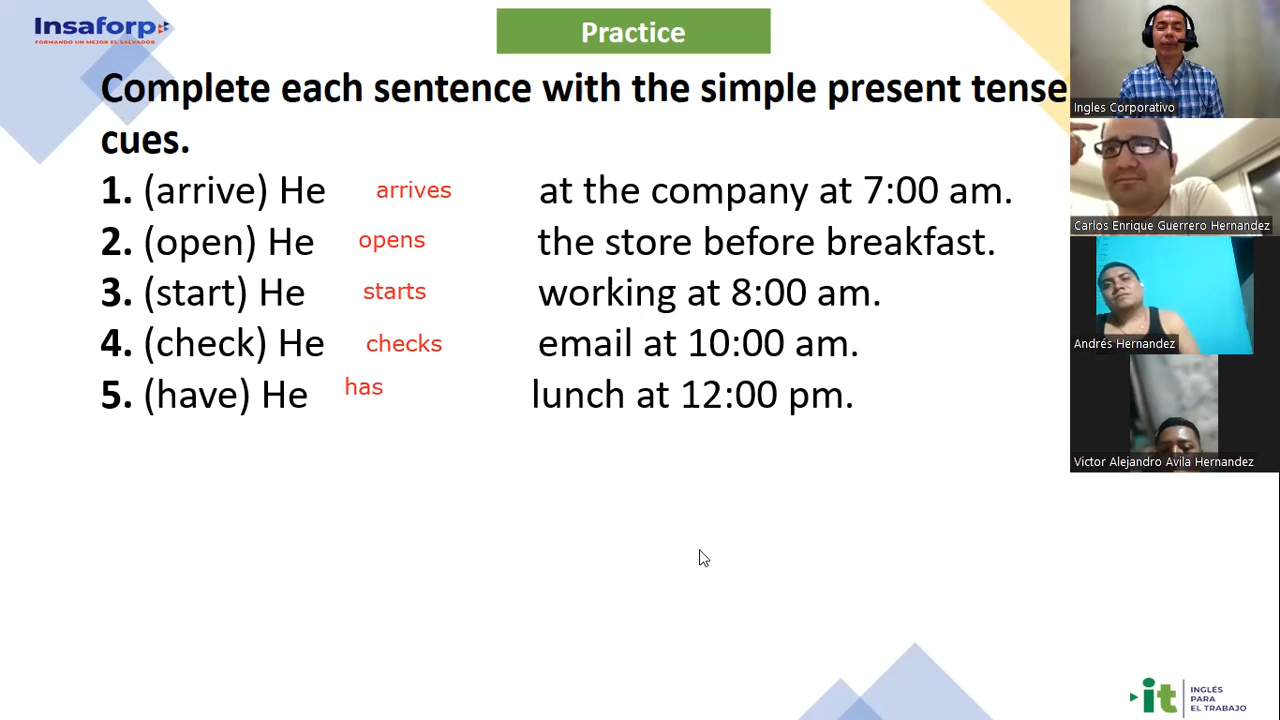 Insaforp
FORMANDO UN MEJOR EL SALVADOR
Practice
Complete each sentence with the simple present tense
cues.
1. (arrive) He arrives at the company at 7:00 am.
2. (open) He opens the store before breakfast.
3. (start) He starts working at 8:00 am.
4. (check) He checks email at 10:00 am.
5. (have) He has lunch at 12:00 pm.
Ingles Corporativo
Carlos Enrique Guerrero Hernandez
Andrés Hernandez
Victor Alejandro Avila Hernandez
it
INGLÉS
PARA
EL TRABAJO